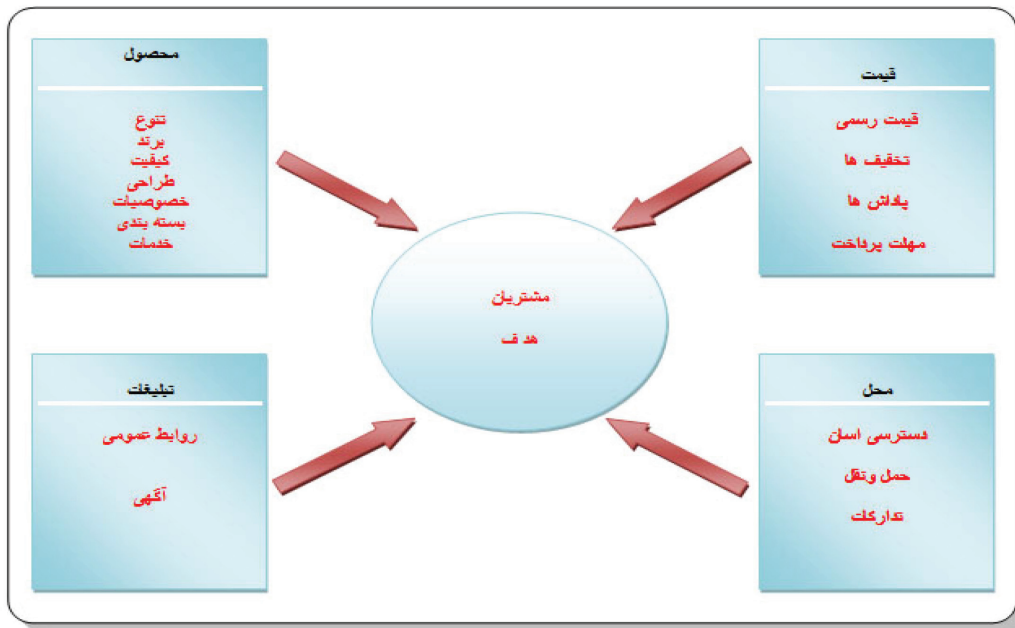 محصول
تنوع
برند
کیفیت
طراحی
خصوصیات
بسته بندی
خدمات
قیمت
قیمت رسمی
تخفیف ها
پاداش ها
مهلت پرداخت
مشتریان
هد ف
تبلیغات
روابط عمومی
آگهی
محل
دسترسی اسان
حمل ونقل
تدارکات